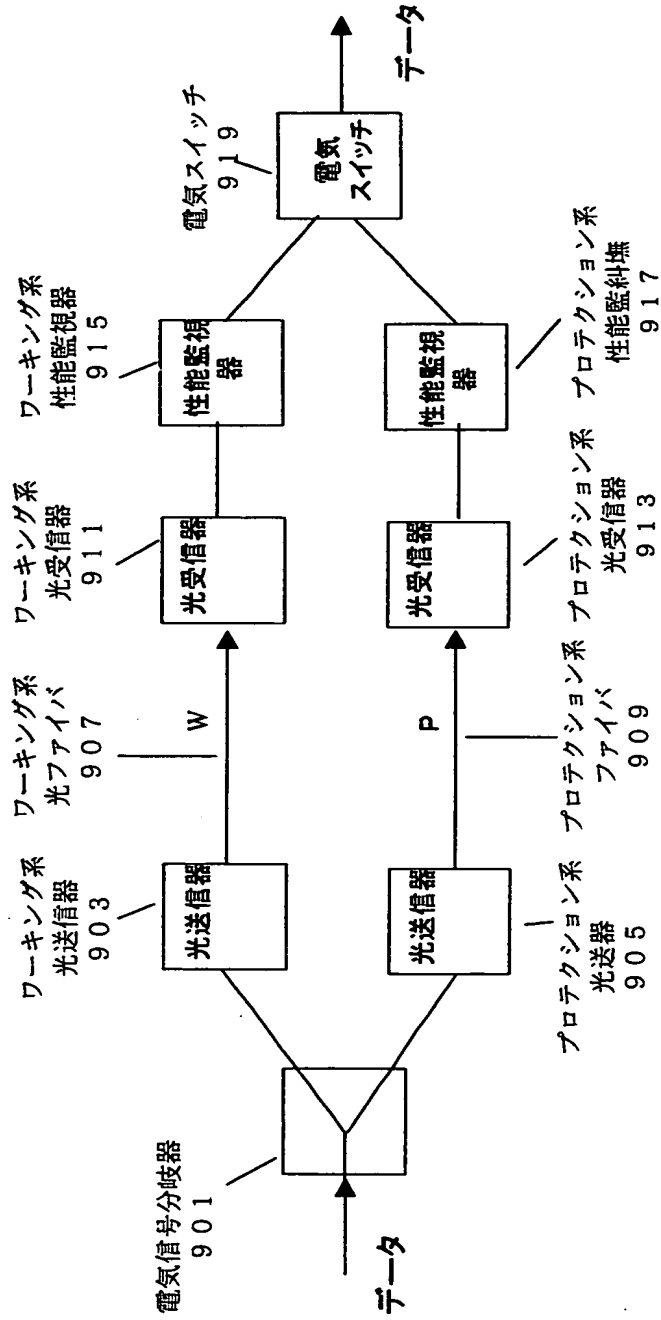 電気信号分岐器
901
データ
ワーキング系
光送信器
903
光送信器
ワーキング系
光ファイバ
907
W
ワーキング系
光受信器
911
光受信器
ワーキング系
性能監視器
915
性能監視
器
電気スイッチ
919
電気
スイッチ
データ
光送信器
プロテクション系
光送器
905
P
プロテクション系
ファイバ
909
光受信器
プロテクション系
光受信器
913
性能監視
器
プロテクション系
性能監糾撫
917